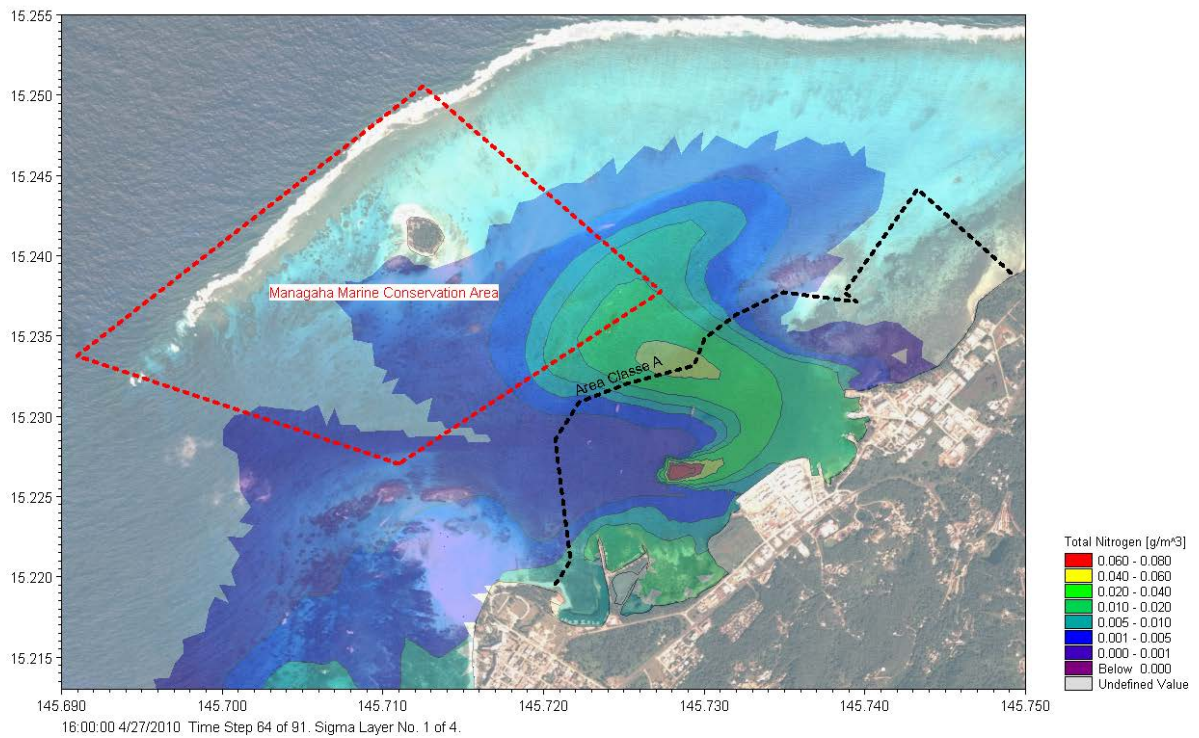 15.255
15.250
15.245
15.240
15.235
15.230
15.225
15.220
15.215
145.690 145.700 145.710 145.720 145.730 145.740 145.750
Managaha Marine Conservation Area
Area Classe A
Total Nitrogen [g/m^3]
0.060 - 0.080
0.040 - 0.060
0.020 - 0.040
0.010 - 0.020
0.005 - 0.010
0.001 - 0.005
0.000 - 0.001
Below 0.000
Undefined Value
16:00:00 4/27/2010 Time Step 64 of 91. Sigma Layer No. 1 of 4.